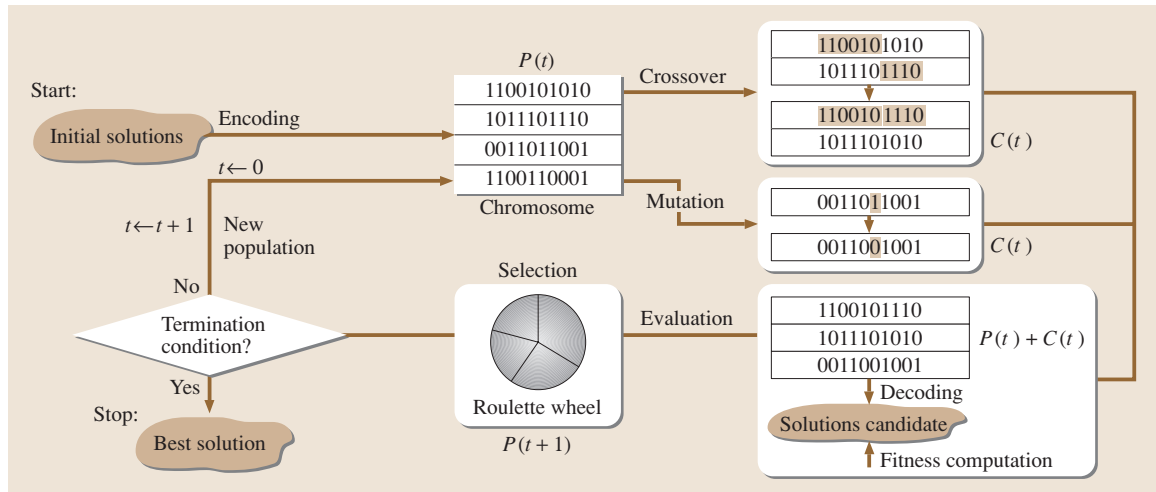 Start:
Initial solutions
Encoding
t ← 0
t ← t + 1
New
population
No
Termination
condition?
Yes
Stop:
Best solution
P(t)
1100101010
1011101110
0011011001
1100110001
Chromosome
Crossover
1100101010
1011101110
1100101110
1011101010
C(t)
Mutation
0011011001
0011001001
C(t)
Selection
Roulette wheel
P(t + 1)
Evaluation
1100101110
1011101010
0011001001
P(t) + C(t)
Decoding
Solutions candidate
Fitness computation